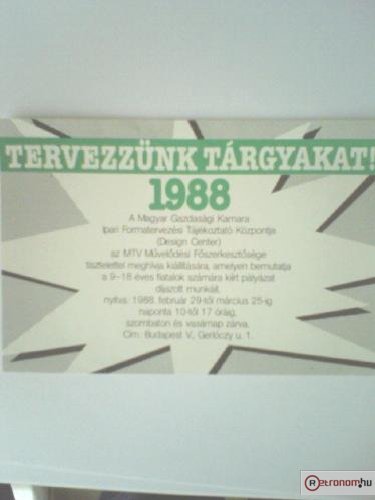 TERVEZZÜNK TÁRGYAKAT!
1988
A Magyar Gazdasági Kamara
Ipari Formatervezési Tájékoztató Központja
(Design Center)
az MTV Művelődési Főszerkesztősége
tisztelettel meghívja kiállítására, amelyen bemutatja
a 9-18 éves fiatalok számára kiírt pályázat
díjazott munkáit.
nyitva: 1988. február 29-től március 25-ig
naponta 10-től 17 óráig,
szombaton és vasárnap zárva.
Cím: Budapest V., Gerlóczy u. 1.
Retronom.hu